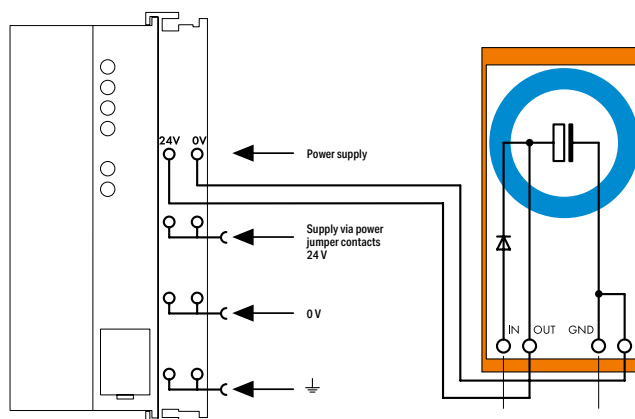 24V 0V
Power supply
Supply via power
jumper contacts
24 V
0 V
IN OUT GND